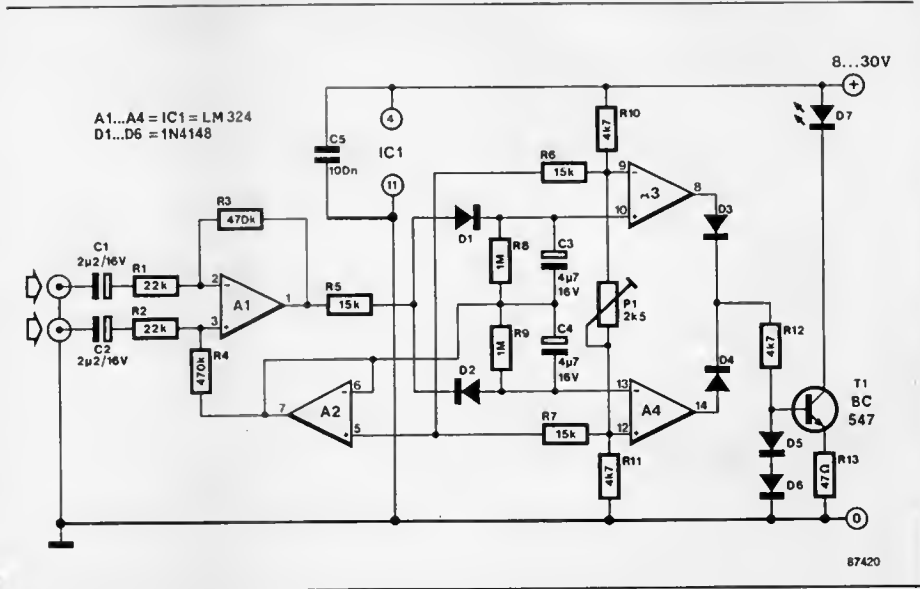 8...30V
A1...A4 = IC1 = LM 324
D1...D6 = 1N4148
+
D7
4
C5
10Dn
IC1
11
R10
4k7
R6
15k
9
-
A3
8
10
+
D3
R3
47Dk
C1
2µ2/16V
R1
22k
2
-
A1
1
R5
15k
D1
R8
1M
C3
4µ7
16V
P1
2k5
R2
22k
3
+
C2
2µ2/16V
R4
470k
R9
1M
C4
4µ7
16V
D4
R12
4k7
D2
6
-
A2
7
5
+
13
-
A4
14
12
+
R7
15k
T1
BC
547
R11
4k7
D5
D6
R13
47Ω
0
87420